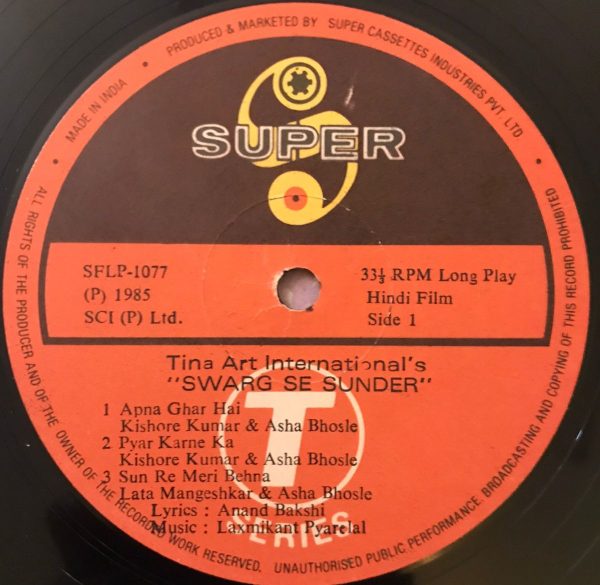 MADE IN INDIA • PRODUCED & MARKETED BY SUPER CASSETTES INDUSTRIES PVT. LTD.
SUPER
SFLP-1077
(P) 1985
SCI (P) Ltd.
33⅓ RPM Long Play
Hindi Film
Side 1
Tina Art International's
"SWARG SE SUNDER"
1 Apna Ghar Hai
Kishore Kumar & Asha Bhosle
2 Pyar Karne Ka
Kishore Kumar & Asha Bhosle
3 Sun Re Meri Behna
Lata Mangeshkar & Asha Bhosle
Lyrics : Anand Bakshi
Music : Laxmikant Pyarelal
T
SERIES
ALL RIGHTS OF THE PRODUCER AND OF THE OWNER OF THE RECORDED WORK RESERVED. UNAUTHORISED PUBLIC PERFORMANCE, BROADCASTING AND COPYING OF THIS RECORD PROHIBITED